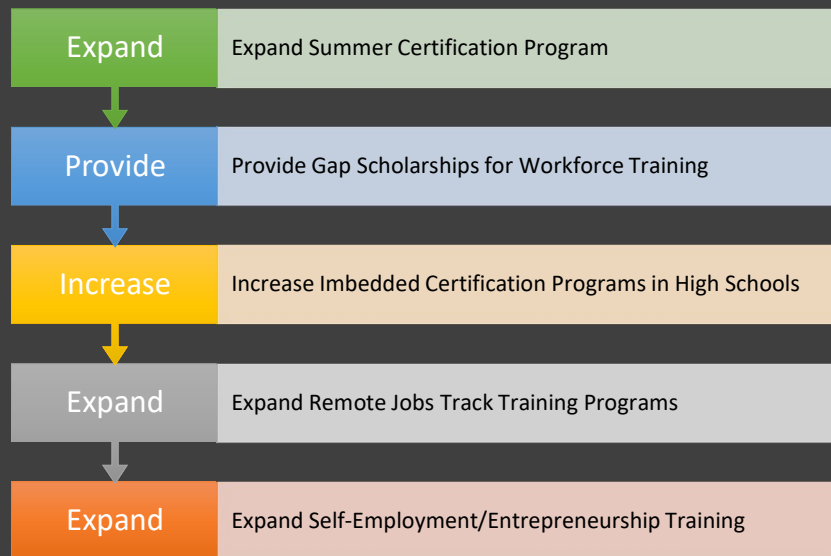 Expand
Expand Summer Certification Program
Provide
Provide Gap Scholarships for Workforce Training
Increase
Increase Imbedded Certification Programs in High Schools
Expand
Expand Remote Jobs Track Training Programs
Expand
Expand Self-Employment/Entrepreneurship Training